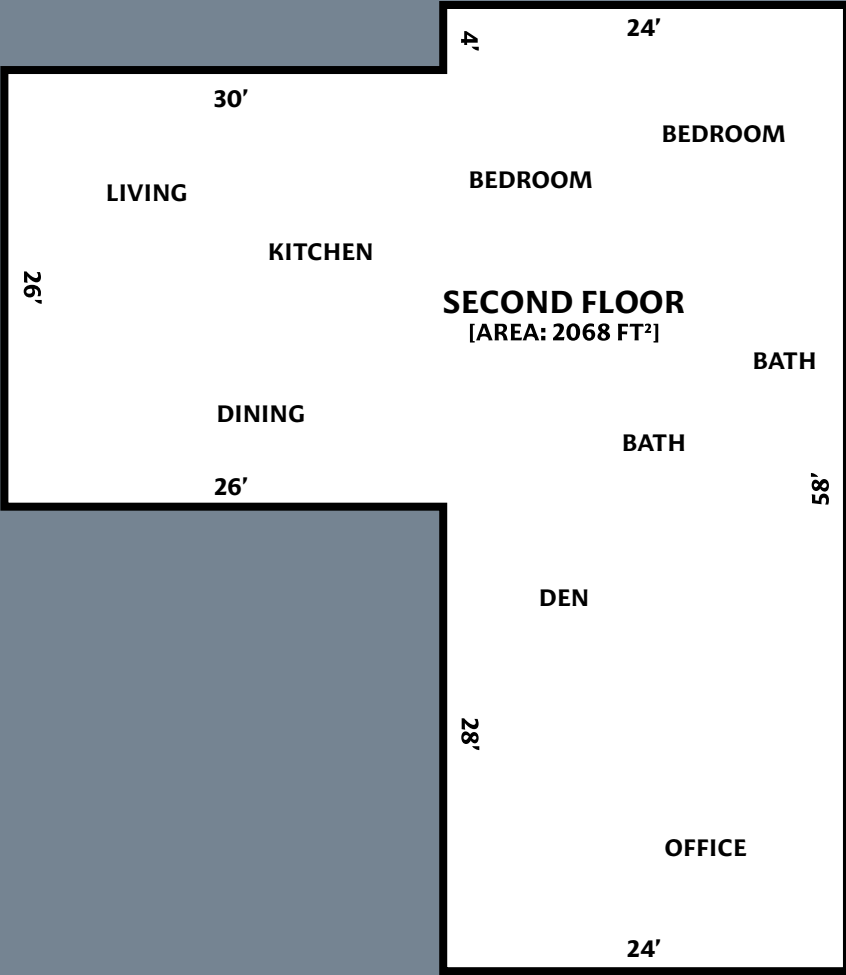 24′
4′
30′
BEDROOM
BEDROOM
LIVING
KITCHEN
26′
SECOND FLOOR
[AREA: 2068 FT²]
BATH
DINING
BATH
26′
58′
DEN
28′
OFFICE
24′